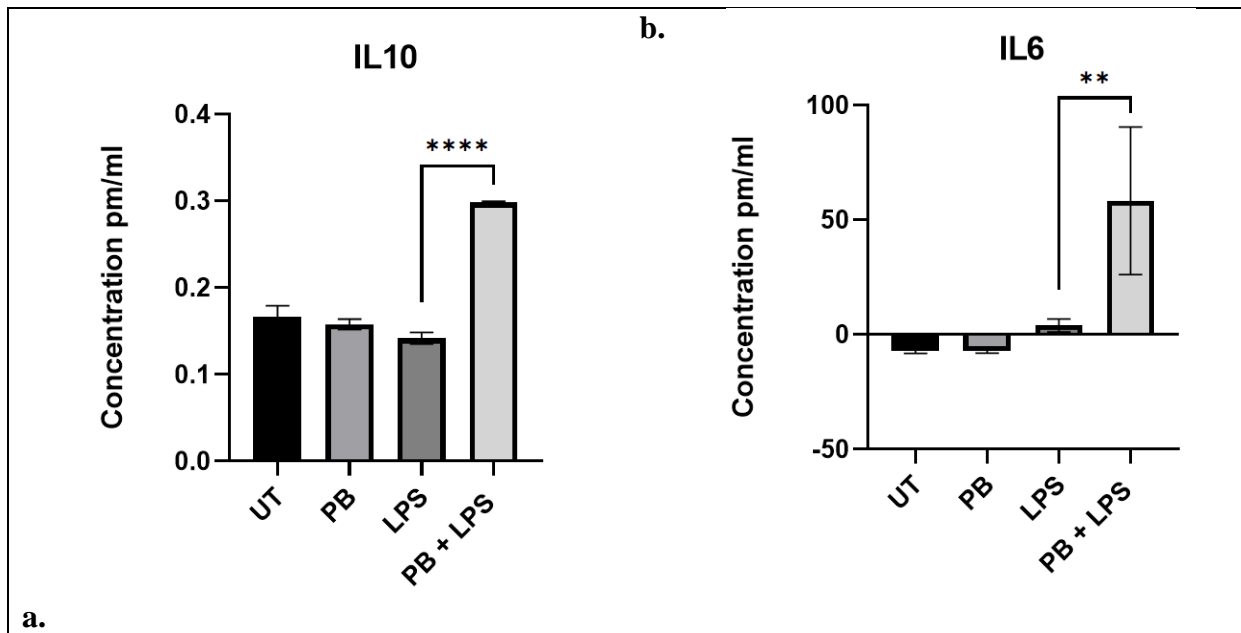 IL10
Concentration pm/ml
0.4
0.3
0.2
0.1
0.0
****
UT
PB
LPS
PB + LPS
a.
b.
IL6
Concentration pm/ml
100
50
0
-50
**
UT
PB
LPS
PB + LPS